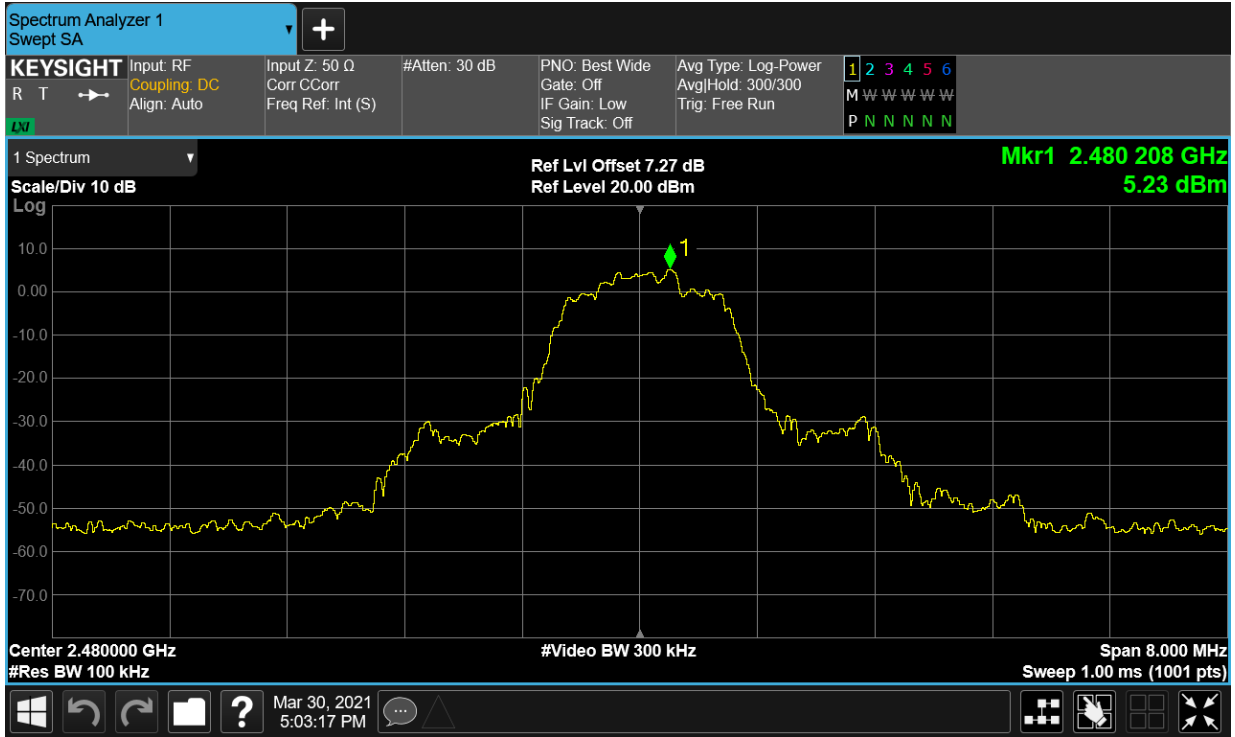 Spectrum Analyzer 1
Swept SA
+
KEYSIGHT
R T
LXI
Input: RF
Coupling: DC
Align: Auto
Input Z: 50 Ω
Corr CCorr
Freq Ref: Int (S)
#Atten: 30 dB
PNO: Best Wide
Gate: Off
IF Gain: Low
Sig Track: Off
Avg Type: Log-Power
Avg|Hold: 300/300
Trig: Free Run
1 2 3 4 5 6
M W W W W W
P N N N N N
1 Spectrum
Scale/Div 10 dB
Log
Ref Lvl Offset 7.27 dB
Ref Level 20.00 dBm
Mkr1 2.480 208 GHz
5.23 dBm
1
10.0
0.00
-10.0
-20.0
-30.0
-40.0
-50.0
-60.0
-70.0
Center 2.480000 GHz
#Video BW 300 kHz
Span 8.000 MHz
#Res BW 100 kHz
Sweep 1.00 ms (1001 pts)
?
Mar 30, 2021
5:03:17 PM